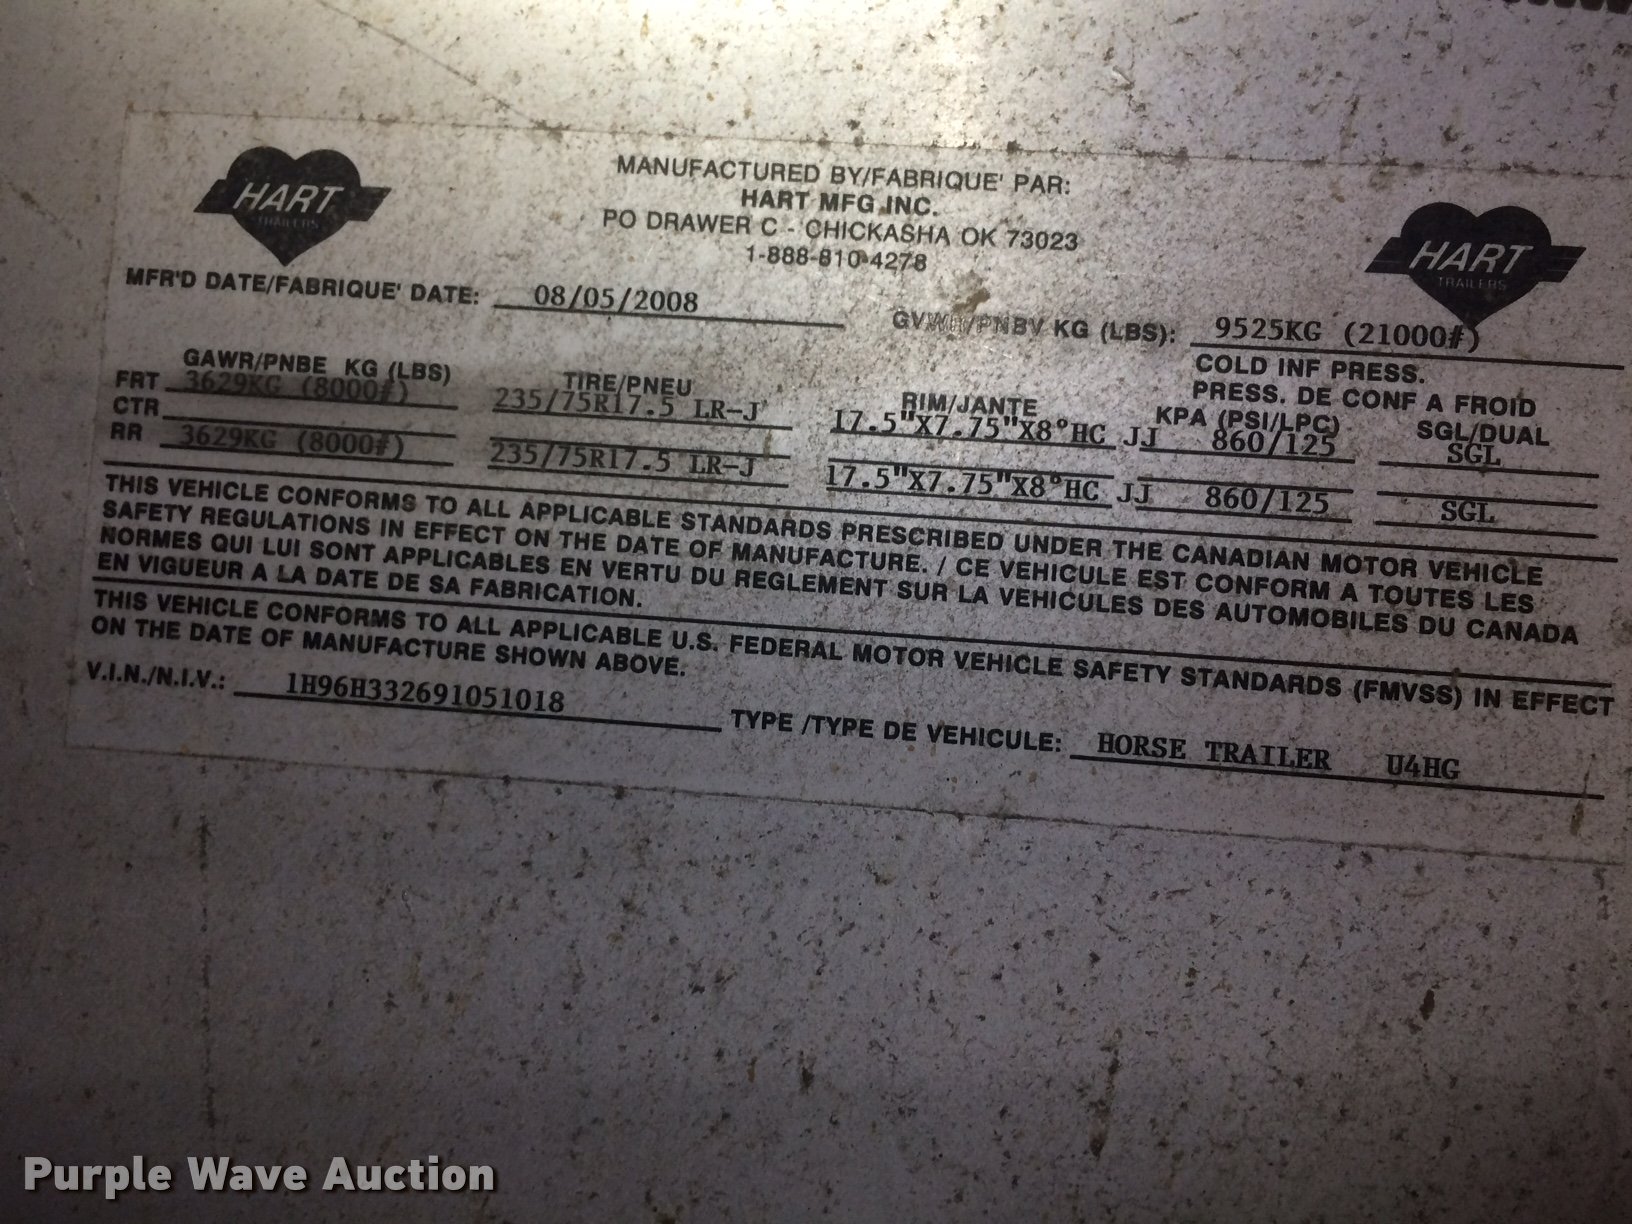 HART
TRAILERS
MANUFACTURED BY/FABRIQUE' PAR:
HART MFG INC.
PO DRAWER C - CHICKASHA OK 73023
1-888-810-4278
HART
TRAILERS
MFR'D DATE/FABRIQUE' DATE: 08/05/2008
GVWR/PNBV KG (LBS): 9525KG (21000#)
GAWR/PNBE KG (LBS) TIRE/PNEU RIM/JANTE COLD INF PRESS.
PRESS. DE CONF A FROID
KPA (PSI/LPC) SGL/DUAL
FRT 3629KG (8000#) 235/75R17.5 LR-J 17.5"X7.75"X8°HC JJ 860/125 SGL
CTR
RR 3629KG (8000#) 235/75R17.5 LR-J 17.5"X7.75"X8°HC JJ 860/125 SGL
THIS VEHICLE CONFORMS TO ALL APPLICABLE STANDARDS PRESCRIBED UNDER THE CANADIAN MOTOR VEHICLE
SAFETY REGULATIONS IN EFFECT ON THE DATE OF MANUFACTURE. / CE VEHICULE EST CONFORM A TOUTES LES
NORMES QUI LUI SONT APPLICABLES EN VERTU DU REGLEMENT SUR LA VEHICULES DES AUTOMOBILES DU CANADA
EN VIGUEUR A LA DATE DE SA FABRICATION.
THIS VEHICLE CONFORMS TO ALL APPLICABLE U.S. FEDERAL MOTOR VEHICLE SAFETY STANDARDS (FMVSS) IN EFFECT
ON THE DATE OF MANUFACTURE SHOWN ABOVE.
V.I.N./N.I.V.: 1H96H332691051018
TYPE /TYPE DE VEHICULE: HORSE TRAILER U4HG
Purple Wave Auction